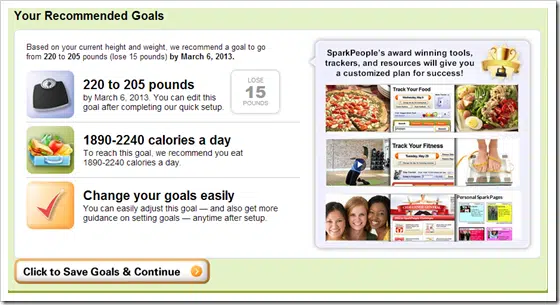 Your Recommended Goals
Based on your current height and weight, we recommend a goal to go
from 220 to 205 pounds (lose 15 pounds) by March 6, 2013.
220 to 205 pounds
by March 6, 2013. You can edit this
goal after completing our quick setup.
LOSE
15
POUNDS
1890-2240 calories a day
To reach this goal, we recommend you eat
1890-2240 calories a day.
Change your goals easily
You can easily adjust this goal — and also get more
guidance on setting goals — anytime after setup.
Click to Save Goals & Continue
SparkPeople's award winning tools,
trackers, and resources will give you
a customized plan for success!
Track Your Food
Track Your Fitness
Personal SparkPages